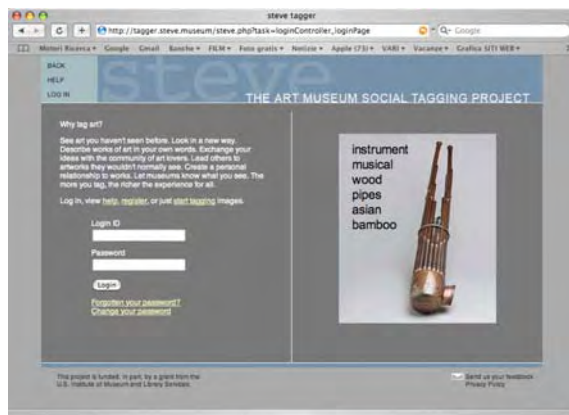 steve tagger
http://tagger.steve.museum/steve.php?task=loginController_loginPage
Google
Motori Ricerca Google Gmail Banche FILM Foto gratis Notizie Apple (73) VARI Vacanze Grafica SITI WEB
BACK
HELP
LOG IN
steve
THE ART MUSEUM SOCIAL TAGGING PROJECT
Why tag art?
See art you haven't seen before. Look in a new way.
Describe works of art in your own words. Exchange your
ideas with the community of art lovers. Lead others to
artworks they wouldn't normally see. Create a personal
relationship to works. Let museums know what you see. The
more you tag, the richer the experience for all.
Log in, view help, register, or just start tagging images.
Login ID
Password
Login
Forgotten your password?
Change your password
instrument
musical
wood
pipes
asian
bamboo
This project is funded, in part, by a grant from the
U.S. Institute of Museum and Library Services.
Send us your feedback
Privacy Policy